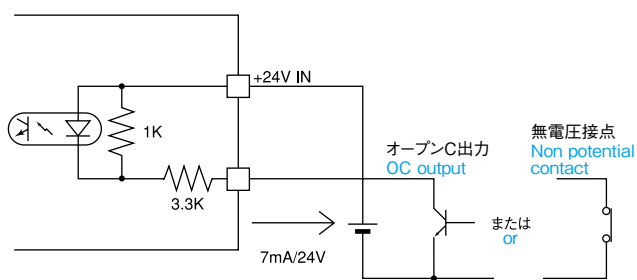 +24V IN
1K
3.3K
7mA/24V
オープンC出力
OC output
または
or
無電圧接点
Non potential
contact